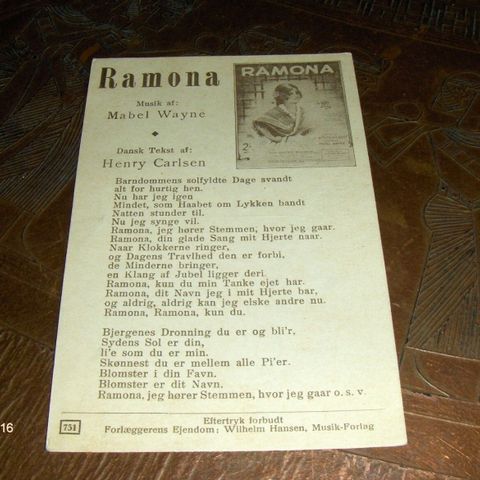 Ramona
Musik af:
Mabel Wayne
Dansk Tekst af:
Henry Carlsen
RAMONA
2/-
Barndommens solfyldte Dage svandt
alt for hurtig hen.
Nu har jeg igen
Mindet, som Haabet om Lykken bandt
Natten stunder til.
Nu jeg synge vil.
Ramona, jeg hører Stemmen, hvor jeg gaar.
Ramona, din glade Sang mit Hjerte naar.
Naar Klokkerne ringer,
og Dagens Travlhed den er forbi,
de Minderne bringer,
en Klang af Jubel ligger deri.
Ramona, kun du min Tanke ejet har.
Ramona, dit Navn jeg i mit Hjerte bar,
og aldrig, aldrig kan jeg elske andre nu.
Ramona, Ramona, kun du.
Bjergenes Dronning du er og bli'r,
Sydens Sol er din,
li'e som du er min.
Skønnest du er mellem alle Pi'er.
Blomster i din Favn.
Blomster er dit Navn.
Ramona, jeg hører Stemmen, hvor jeg gaar o. s. v.
751
Eftertryk forbudt
Forlæggerens Ejendom; Wilhelm Hansen, Musik-Forlag
16